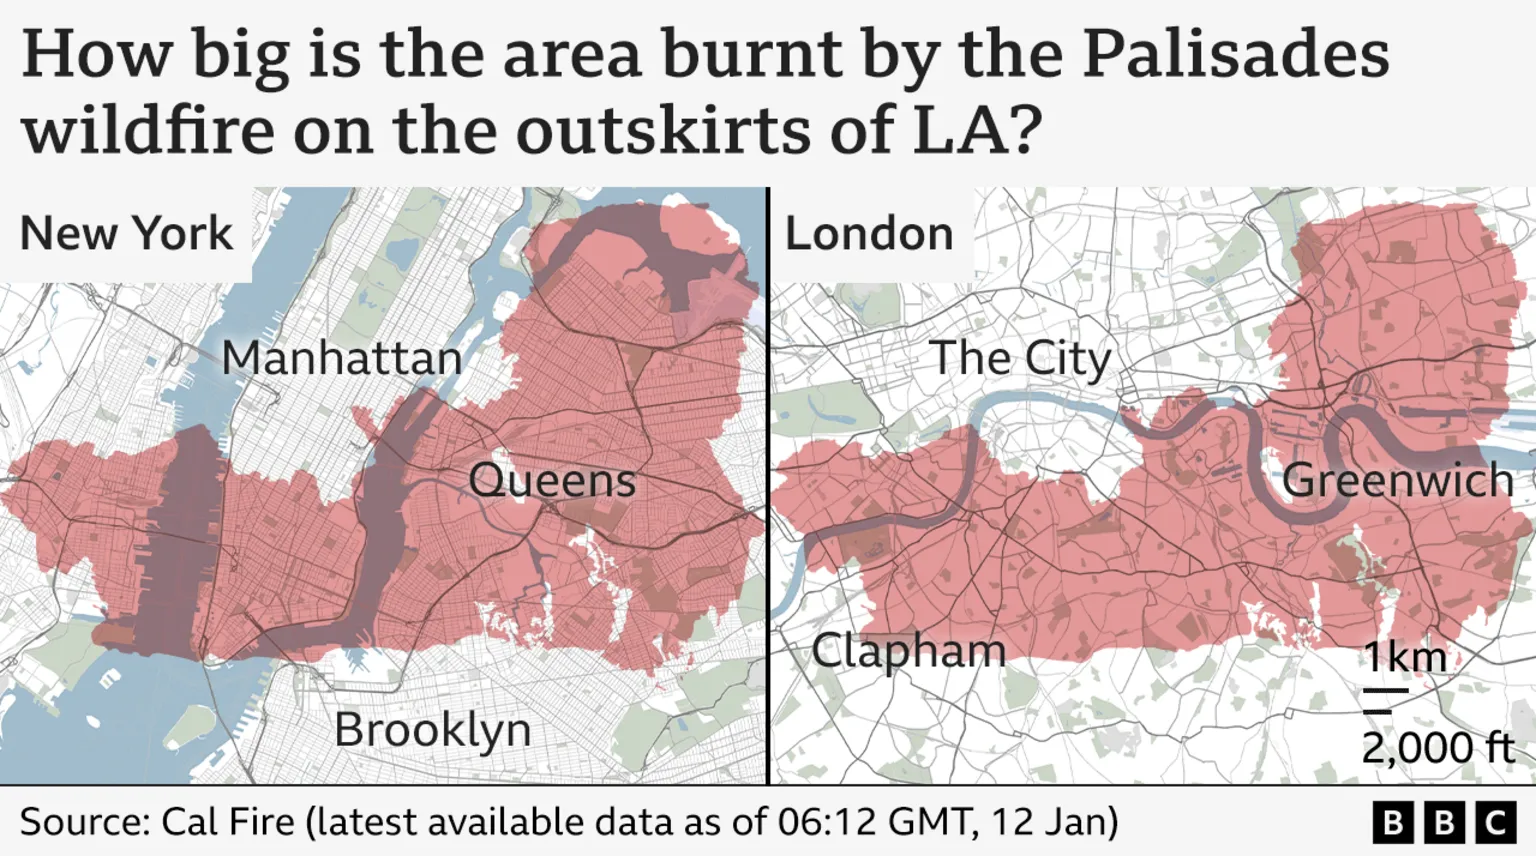 How big is the area burnt by the Palisades
wildfire on the outskirts of LA?
New York
Manhattan
Queens
Brooklyn
London
The City
Greenwich
Clapham
1km
2,000 ft
Source: Cal Fire (latest available data as of 06:12 GMT, 12 Jan)
BBC